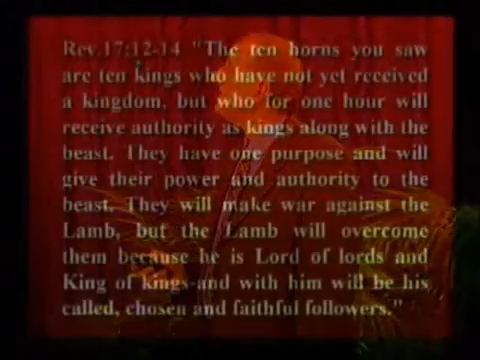 Rev.17:12-14 "The ten horns you saw
are ten kings who have not yet received
a kingdom, but who for one hour will
receive authority as kings along with the
beast. They have one purpose and will
give their power and authority to the
beast. They will make war against the
Lamb, but the Lamb will overcome
them because he is Lord of lords and
King of kings-and with him will be his
called, chosen and faithful followers."